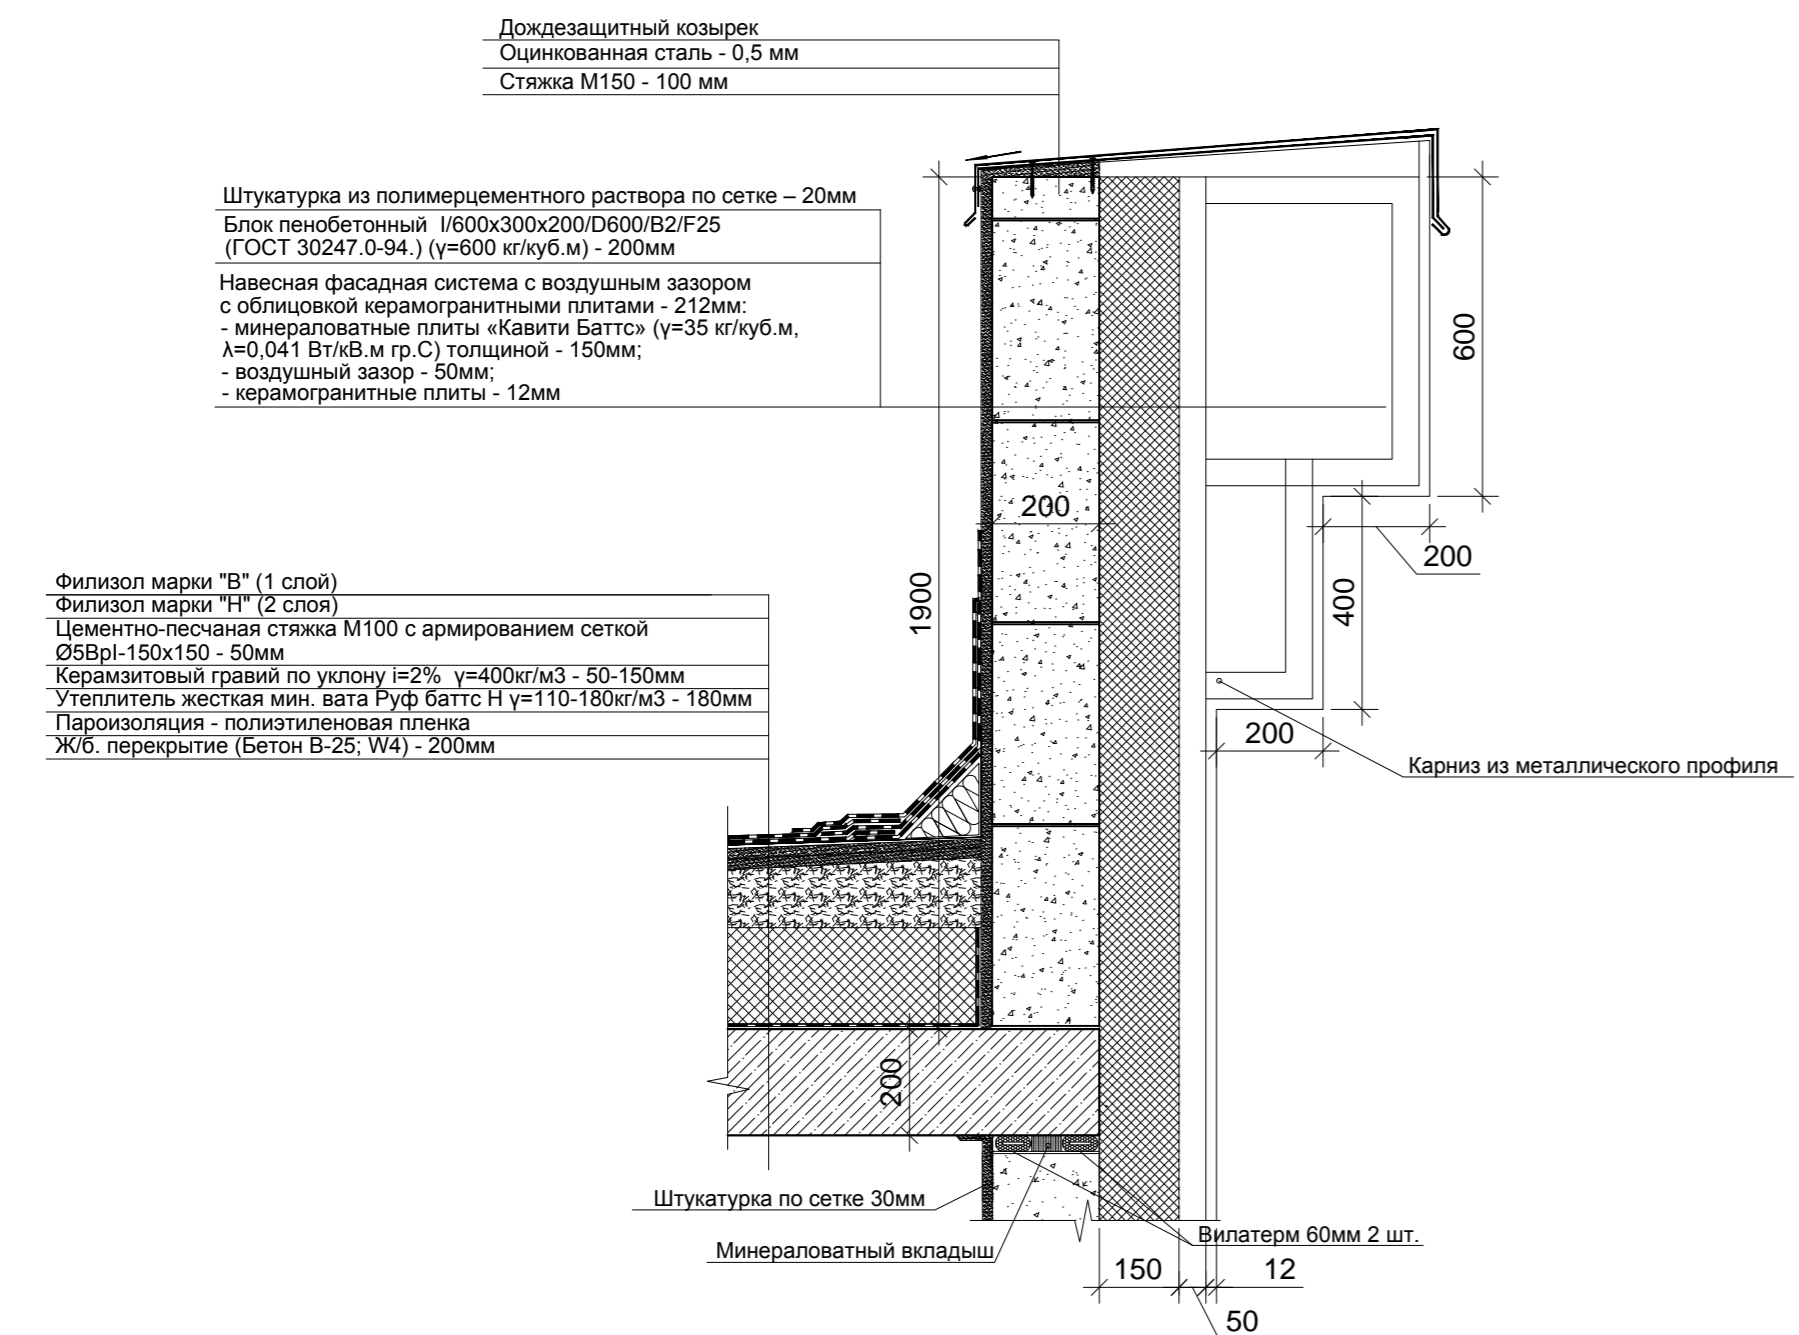 Дождезащитный козырек
Оцинкованная сталь - 0,5 мм
Стяжка М150 - 100 мм
Штукатурка из полимерцементного раствора по сетке – 20мм
Блок пенобетонный I/600х300х200/D600/В2/F25
(ГОСТ 30247.0-94.) (γ=600 кг/куб.м) - 200мм
Навесная фасадная система с воздушным зазором
с облицовкой керамогранитными плитами - 212мм:
- минераловатные плиты «Кавити Баттс» (γ=35 кг/куб.м,
λ=0,041 Вт/кВ.м гр.С) толщиной - 150мм;
- воздушный зазор - 50мм;
- керамогранитные плиты - 12мм
600
200
200
400
1900
Филизол марки "В" (1 слой)
Филизол марки "Н" (2 слоя)
Цементно-песчаная стяжка М100 с армированием сеткой
Ø5ВрI-150х150 - 50мм
Керамзитовый гравий по уклону i=2% γ=400кг/м3 - 50-150мм
Утеплитель жесткая мин. вата Руф баттс Н γ=110-180кг/м3 - 180мм
Пароизоляция - полиэтиленовая пленка
Ж/б. перекрытие (Бетон В-25; W4) - 200мм
200
Карниз из металлического профиля
200
Штукатурка по сетке 30мм
Минераловатный вкладыш
Вилатерм 60мм 2 шт.
150
12
50